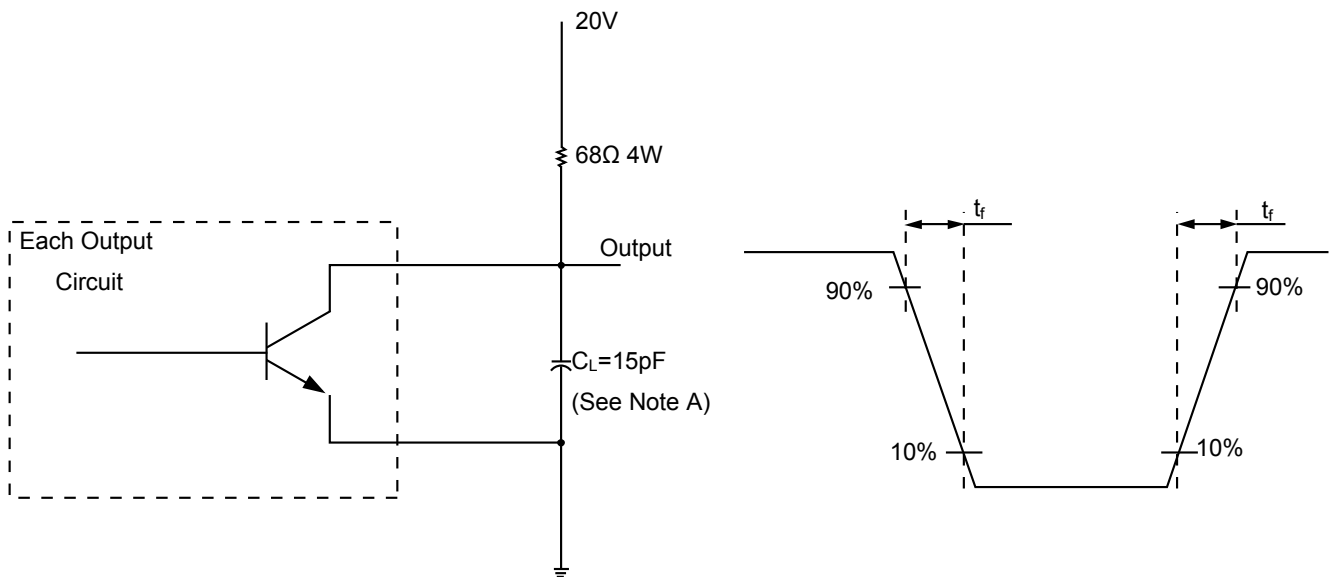 20V
68Ω 4W
Each Output
Circuit
Output
CL=15pF
(See Note A)
tf
tf
90%
90%
10%
10%